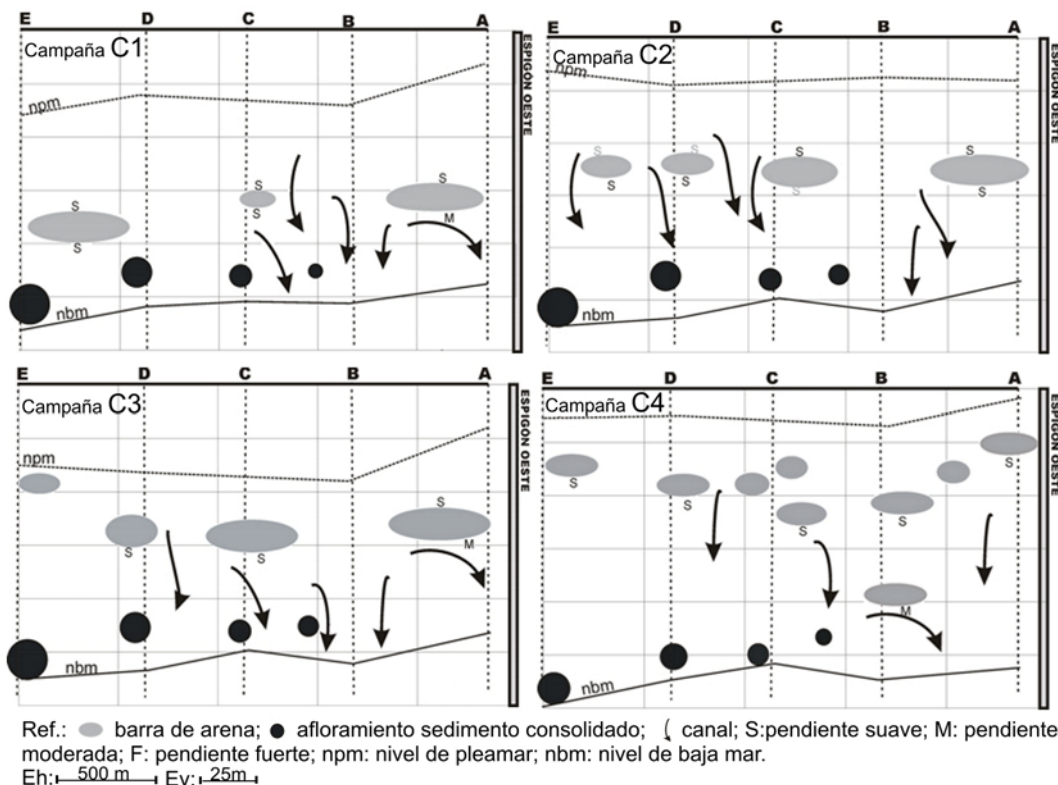 E D C B A
Campaña C1
npm
S
S
S
S
S
M
nbm
ESPIGÓN OESTE
E D C B A
Campaña C2
npm
S
S
S
S
S
S
S
S
nbm
ESPIGÓN OESTE
E D C B A
Campaña C3
npm
S
S
S
M
nbm
ESPIGÓN OESTE
E D C B A
Campaña C4
npm
S
S
S
S
S
M
nbm
ESPIGÓN OESTE
Ref.: barra de arena; afloramiento sedimento consolidado; canal; S:pendiente suave; M: pendiente
moderada; F: pendiente fuerte; npm: nivel de pleamar; nbm: nivel de baja mar.
Eh: 500 m Ev: 25m